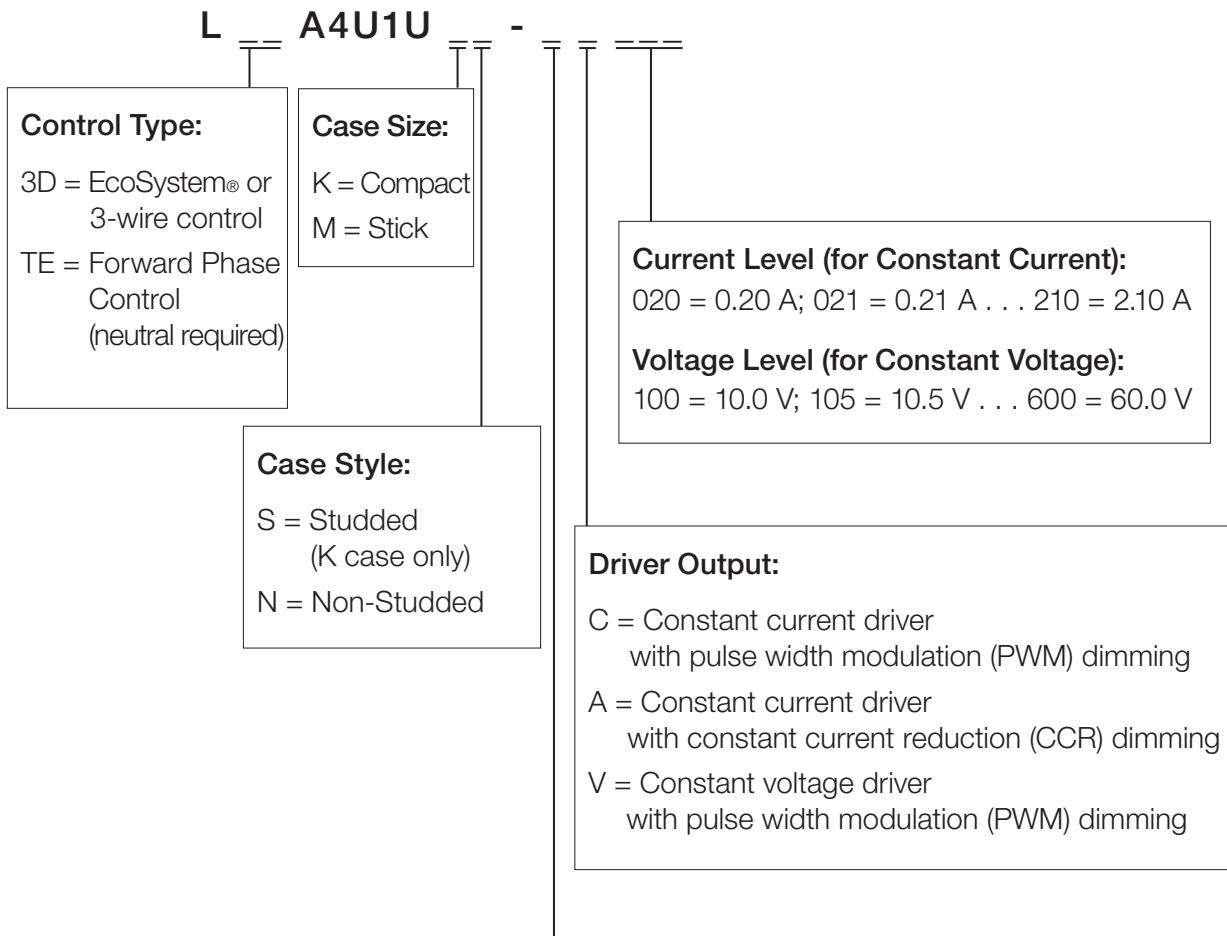 L __ A4U1U _ _ - _ _ ___
Control Type:
3D = EcoSystem® or
3-wire control
TE = Forward Phase
Control
(neutral required)
Case Size:
K = Compact
M = Stick
Current Level (for Constant Current):
020 = 0.20 A; 021 = 0.21 A . . . 210 = 2.10 A
Voltage Level (for Constant Voltage):
100 = 10.0 V; 105 = 10.5 V . . . 600 = 60.0 V
Case Style:
S = Studded
(K case only)
N = Non-Studded
Driver Output:
C = Constant current driver
with pulse width modulation (PWM) dimming
A = Constant current driver
with constant current reduction (CCR) dimming
V = Constant voltage driver
with pulse width modulation (PWM) dimming